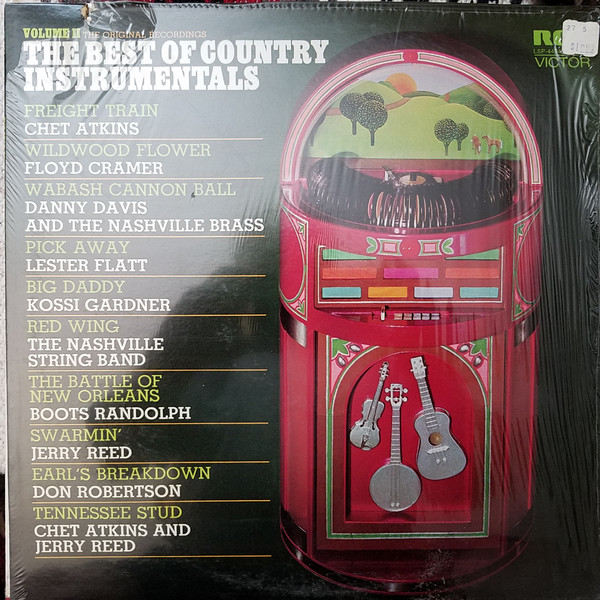 VOLUME II THE ORIGINAL RECORDINGS
THE BEST OF COUNTRY
INSTRUMENTALS
FREIGHT TRAIN
CHET ATKINS
WILDWOOD FLOWER
FLOYD CRAMER
WABASH CANNON BALL
DANNY DAVIS
AND THE NASHVILLE BRASS
PICK AWAY
LESTER FLATT
BIG DADDY
KOSSI GARDNER
RED WING
THE NASHVILLE
STRING BAND
THE BATTLE OF
NEW ORLEANS
BOOTS RANDOLPH
SWARMIN'
JERRY REED
EARL'S BREAKDOWN
DON ROBERTSON
TENNESSEE STUD
CHET ATKINS AND
JERRY REED
VICTOR